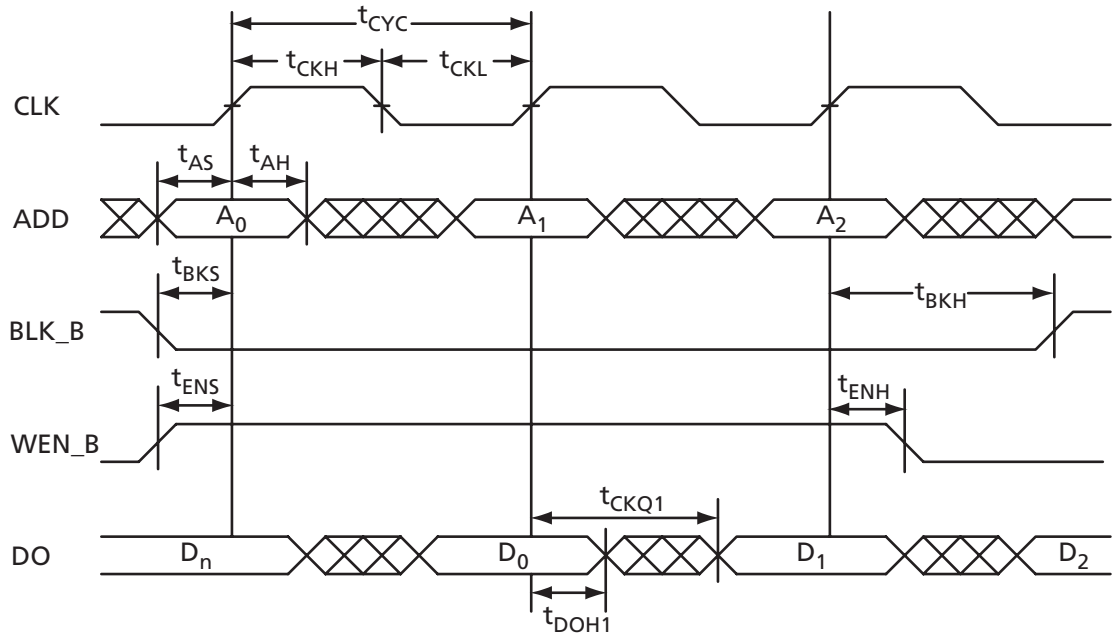 tCYC
tCKH tCKL
CLK
tAS tAH
ADD A0 A1 A2
tBKS tBKH
BLK_B
tENS tENH
WEN_B
tCKQ1
DO Dn D0 D1 D2
tDOH1